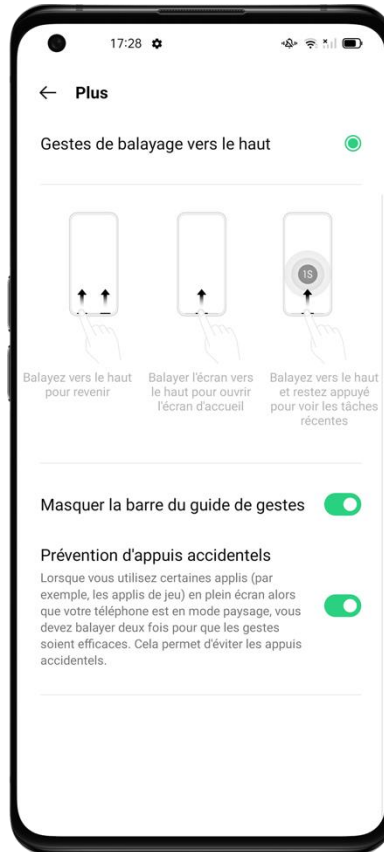 17:28
Plus
Gestes de balayage vers le haut
1S
Balayez vers le haut
pour revenir
Balayer l'écran vers
le haut pour ouvrir
l'écran d'accueil
Balayez vers le haut
et restez appuyé
pour voir les tâches
récentes
Masquer la barre du guide de gestes
Prévention d'appuis accidentels
Lorsque vous utilisez certaines applis (par
exemple, les applis de jeu) en plein écran alors
que votre téléphone est en mode paysage, vous
devez balayer deux fois pour que les gestes
soient efficaces. Cela permet d'éviter les appuis
accidentels.